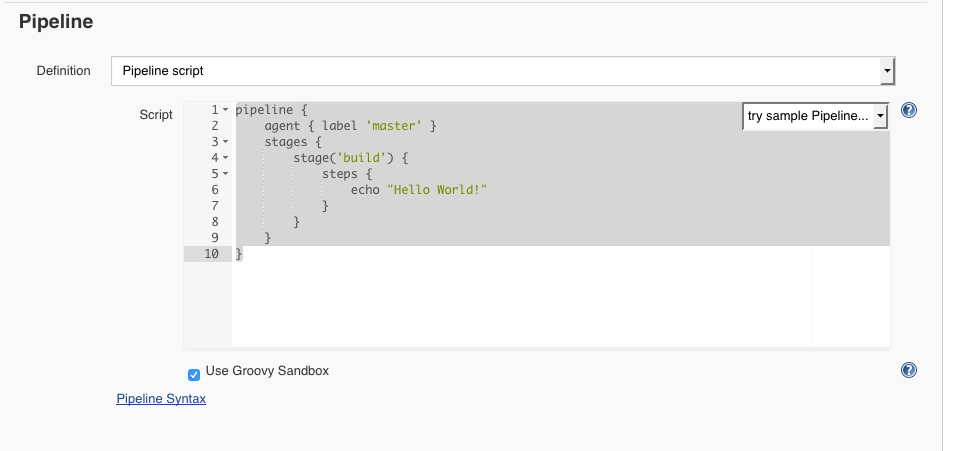 Pipeline
Definition Pipeline script
Script
1 pipeline { try sample Pipeline... ?
2     agent { label 'master' }
3     stages {
4         stage('build') {
5             steps {
6                 echo "Hello World!"
7             }
8         }
9     }
10 }
Use Groovy Sandbox ?
Pipeline Syntax